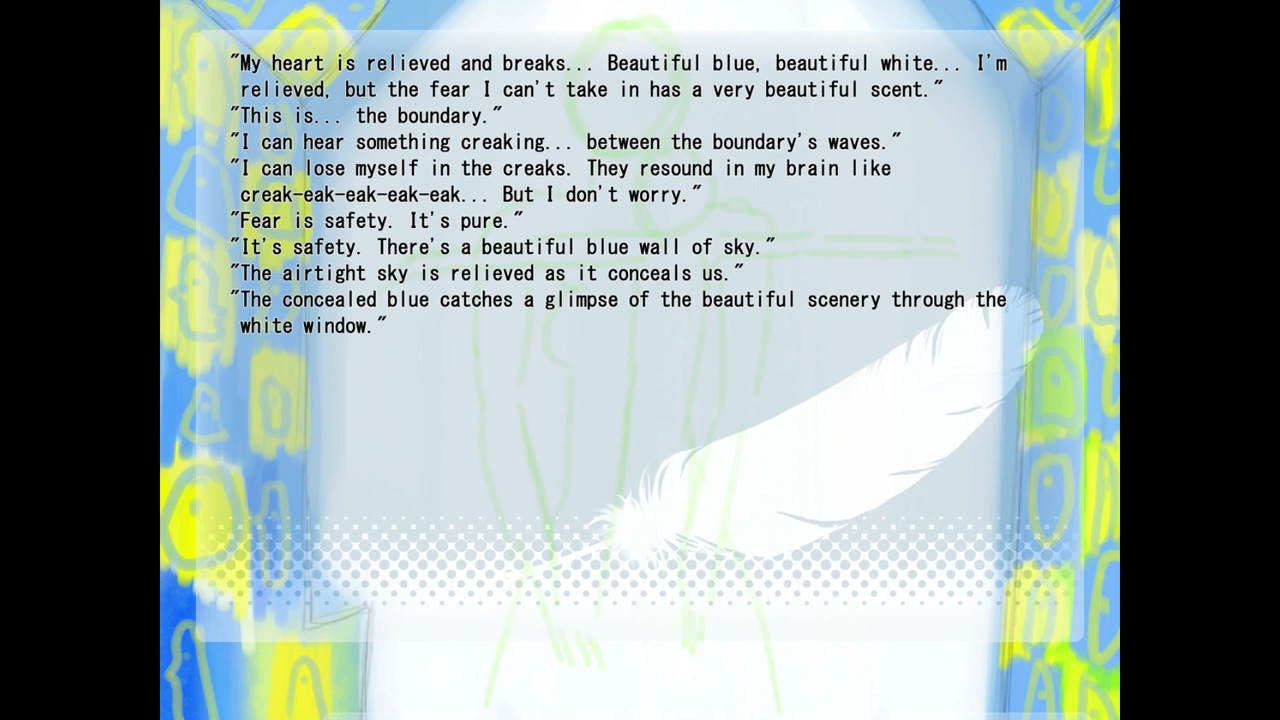 "My heart is relieved and breaks... Beautiful blue, beautiful white... I'm
relieved, but the fear I can't take in has a very beautiful scent."
"This is... the boundary."
"I can hear something creaking... between the boundary's waves."
"I can lose myself in the creaks. They resound in my brain like
creak-eak-eak-eak-eak... But I don't worry."
"Fear is safety. It's pure."
"It's safety. There's a beautiful blue wall of sky."
"The airtight sky is relieved as it conceals us."
"The concealed blue catches a glimpse of the beautiful scenery through the
white window."